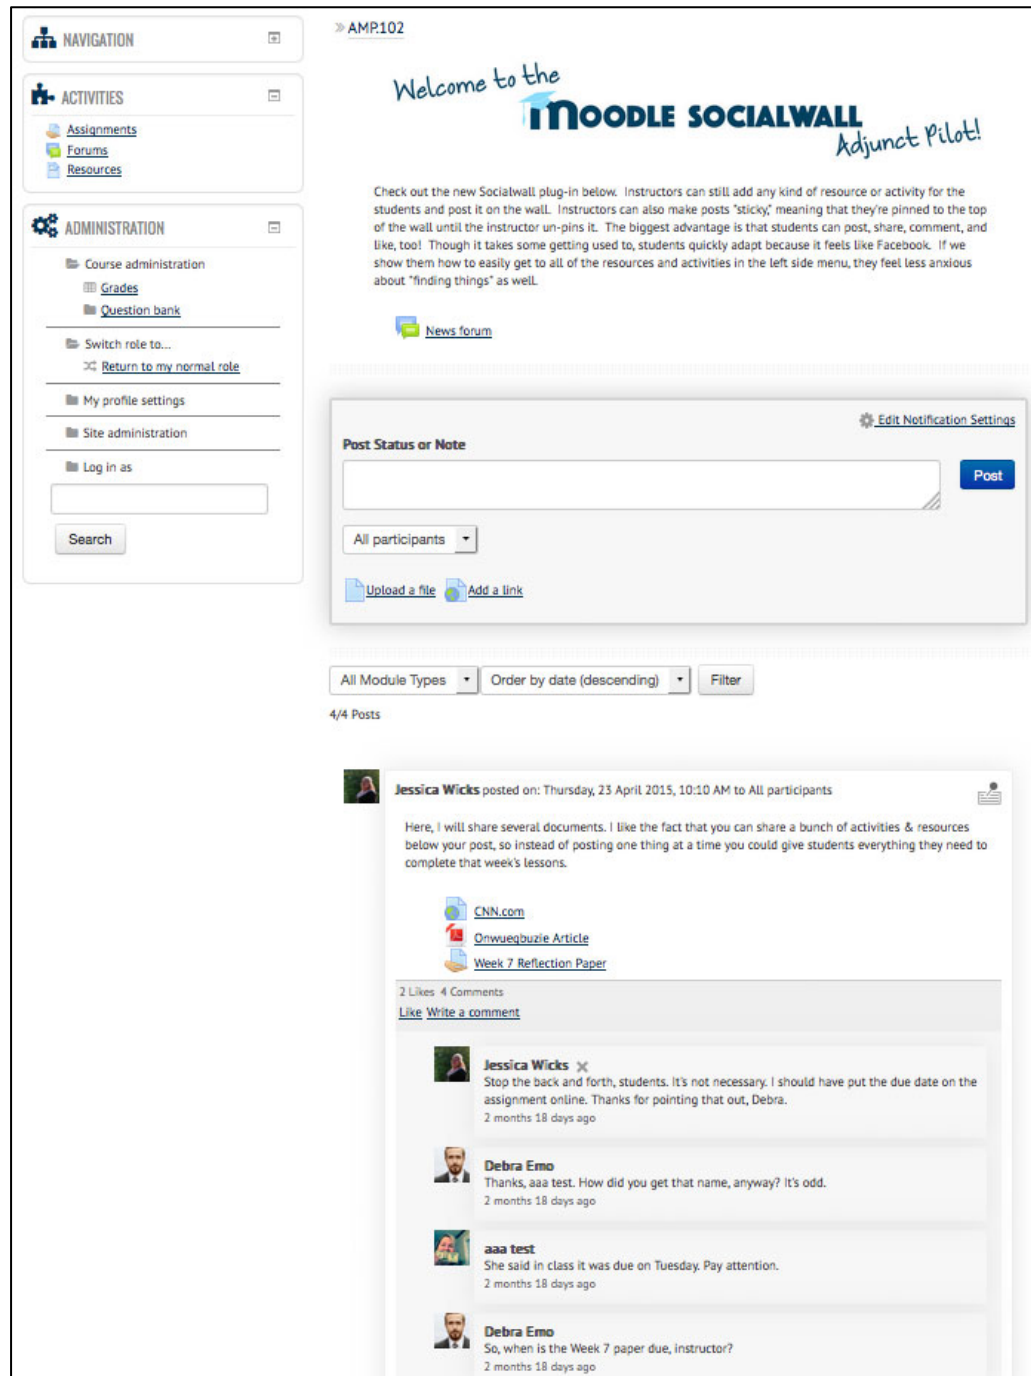 NAVIGATION
ACTIVITIES
Assignments
Forums
Resources
ADMINISTRATION
Course administration
Grades
Question bank
Switch role to...
Return to my normal role
My profile settings
Site administration
Log in as
Search
» AMP.102
Welcome to the
MOODLE SOCIALWALL
Adjunct Pilot!
Check out the new Socialwall plug-in below. Instructors can still add any kind of resource or activity for the
students and post it on the wall. Instructors can also make posts "sticky," meaning that they're pinned to the top
of the wall until the instructor un-pins it. The biggest advantage is that students can post, share, comment, and
like, too! Though it takes some getting used to, students quickly adapt because it feels like Facebook. If we
show them how to easily get to all of the resources and activities in the left side menu, they feel less anxious
about "finding things" as well.
News forum
Edit Notification Settings
Post Status or Note
Post
All participants
Upload a file Add a link
All Module Types Order by date (descending) Filter
4/4 Posts
Jessica Wicks posted on: Thursday, 23 April 2015, 10:10 AM to All participants
Here, I will share several documents. I like the fact that you can share a bunch of activities & resources
below your post, so instead of posting one thing at a time you could give students everything they need to
complete that week's lessons.
CNN.com
Onwuegbuzie Article
Week 7 Reflection Paper
2 Likes 4 Comments
Like Write a comment
Jessica Wicks
Stop the back and forth, students. It's not necessary. I should have put the due date on the
assignment online. Thanks for pointing that out, Debra.
2 months 18 days ago
Debra Emo
Thanks, aaa test. How did you get that name, anyway? It's odd.
2 months 18 days ago
aaa test
She said in class it was due on Tuesday. Pay attention.
2 months 18 days ago
Debra Emo
So, when is the Week 7 paper due, instructor?
2 months 18 days ago